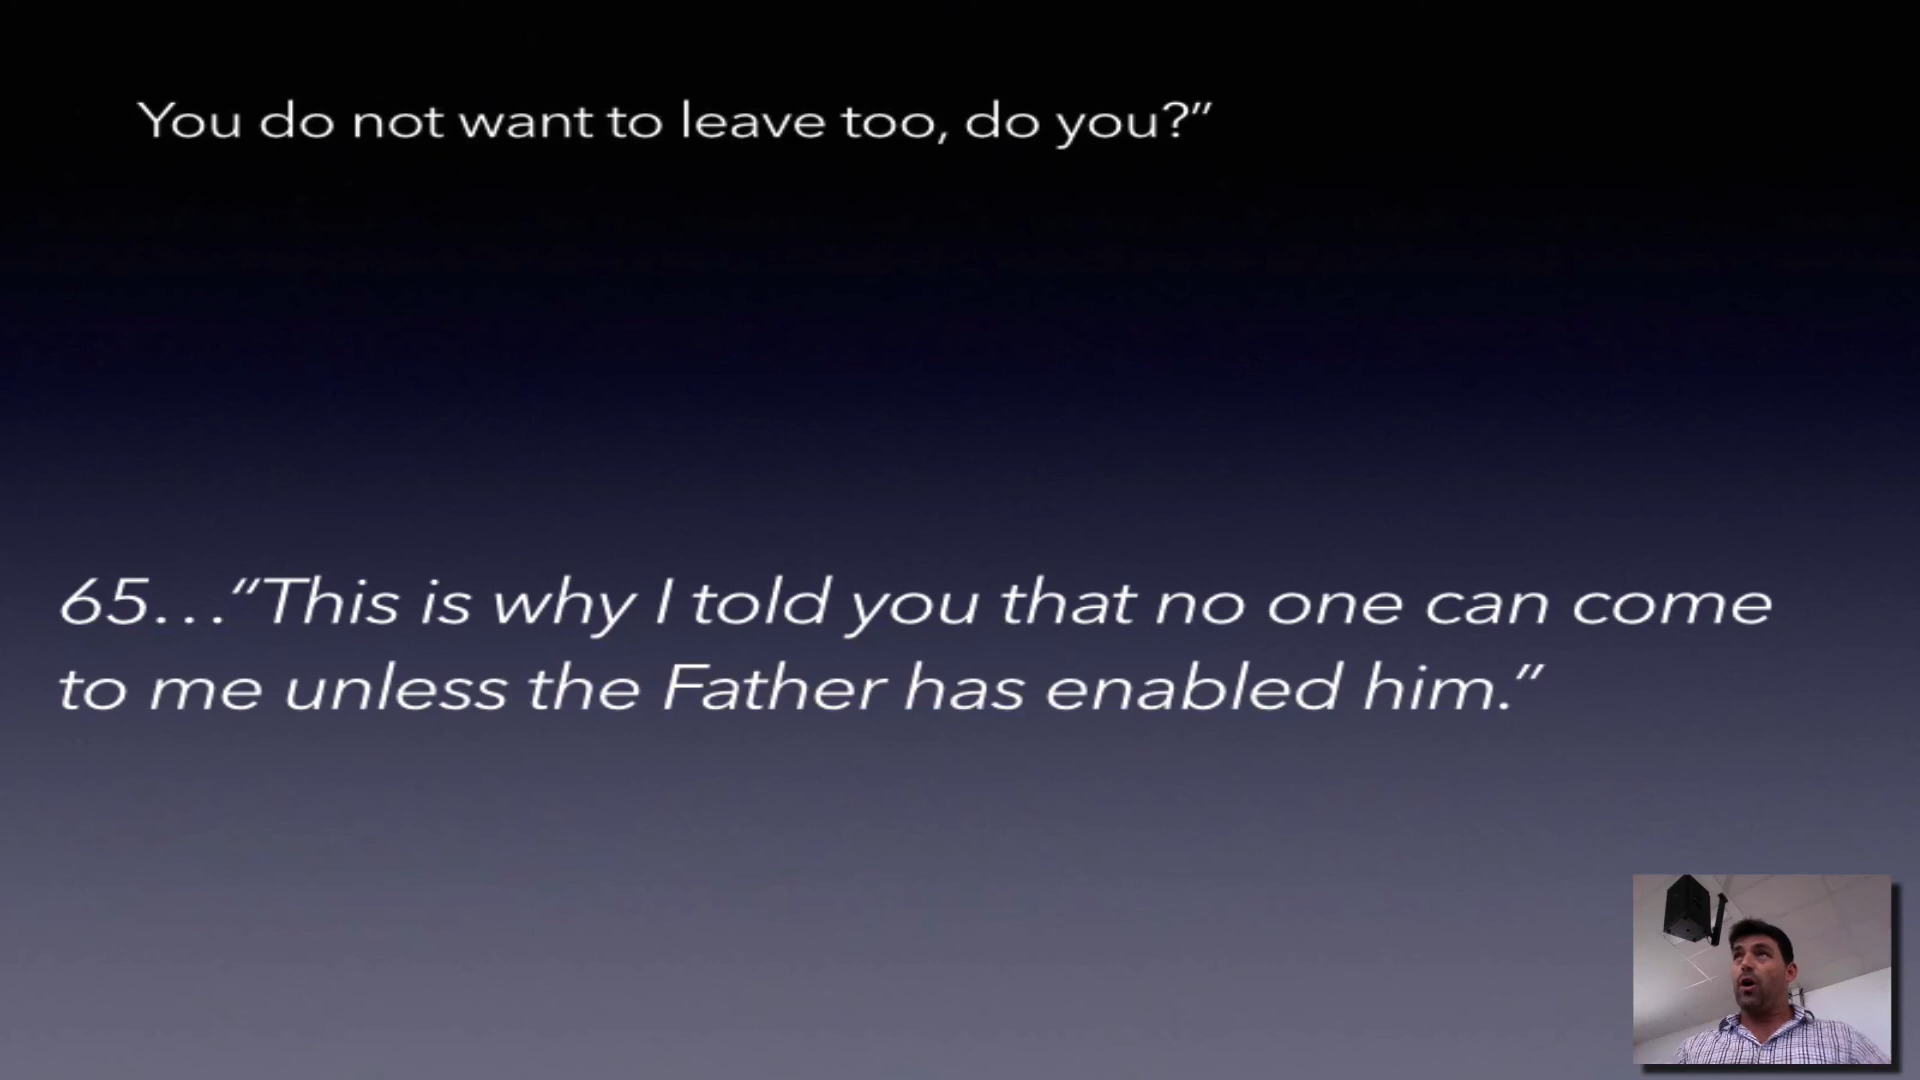 You do not want to leave too, do you?”
65…“This is why I told you that no one can come
to me unless the Father has enabled him.”